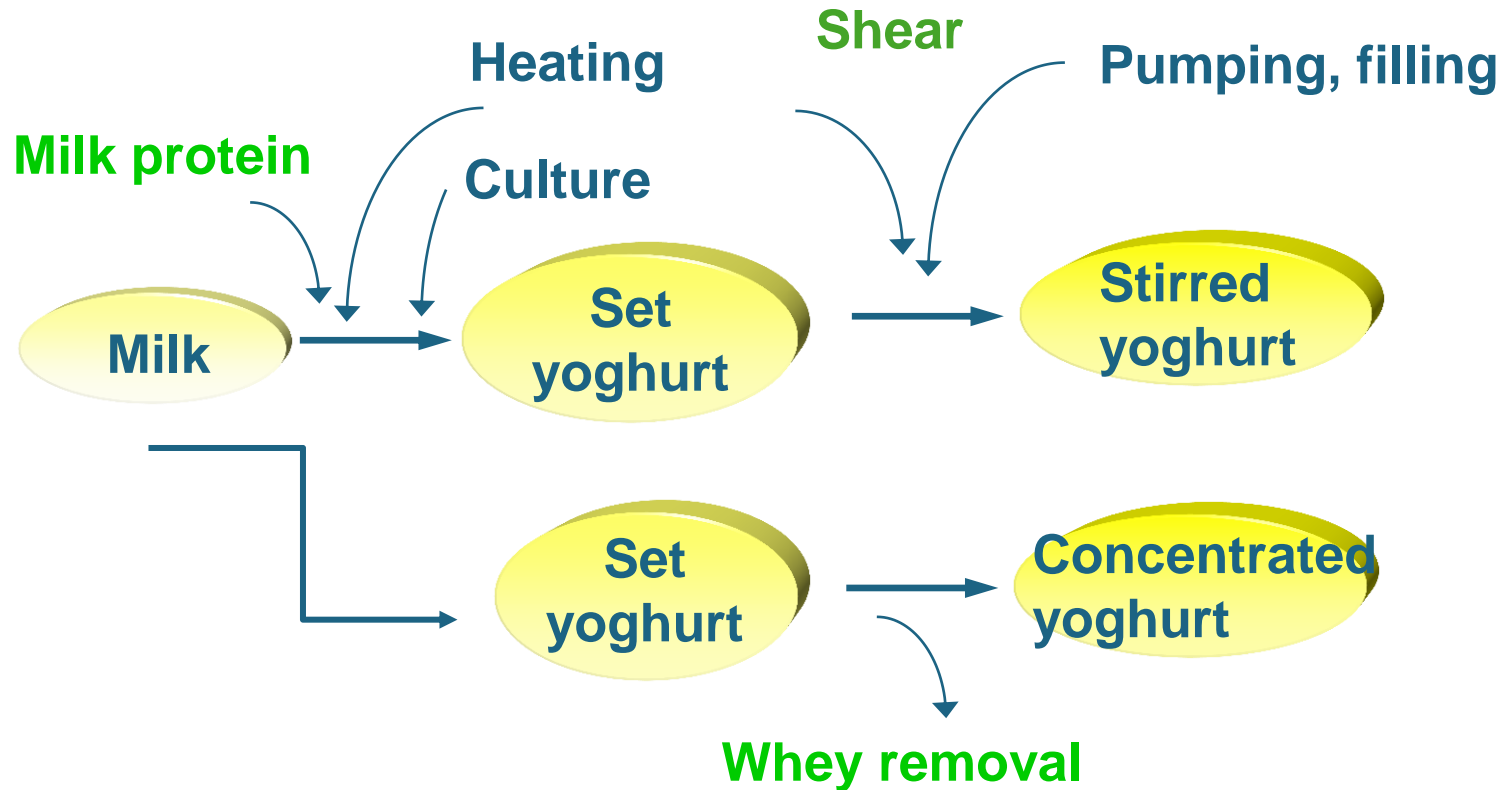 Shear
Heating
Pumping, filling
Milk protein
Culture
Milk
Set
yoghurt
Stirred
yoghurt
Set
yoghurt
Concentrated
yoghurt
Whey removal